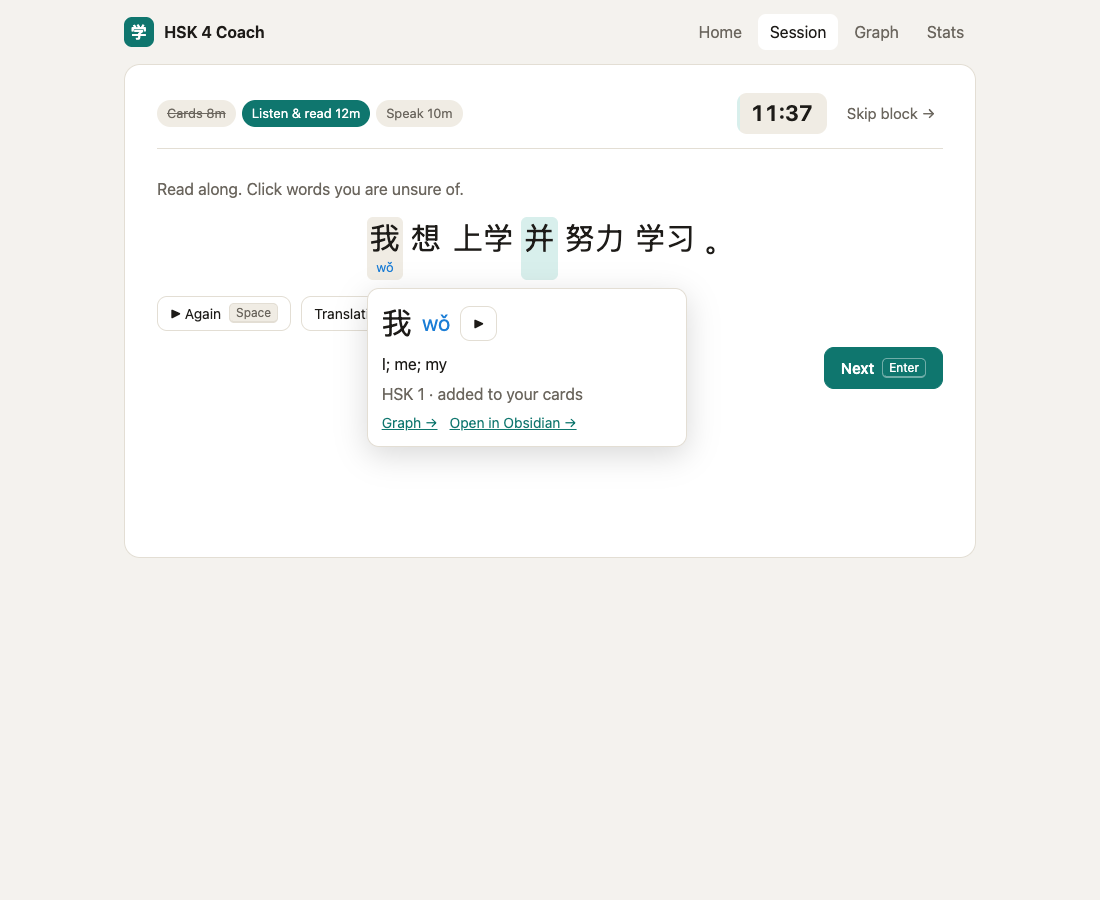 学 HSK 4 Coach Home Session Graph Stats
Cards 8m Listen & read 12m Speak 10m 11:37 Skip block →
Read along. Click words you are unsure of.
我 想 上学 并 努力 学习 。
wǒ
▶ Again Space
我 wǒ ▶
I; me; my
HSK 1 · added to your cards
Graph → Open in Obsidian →
Next Enter